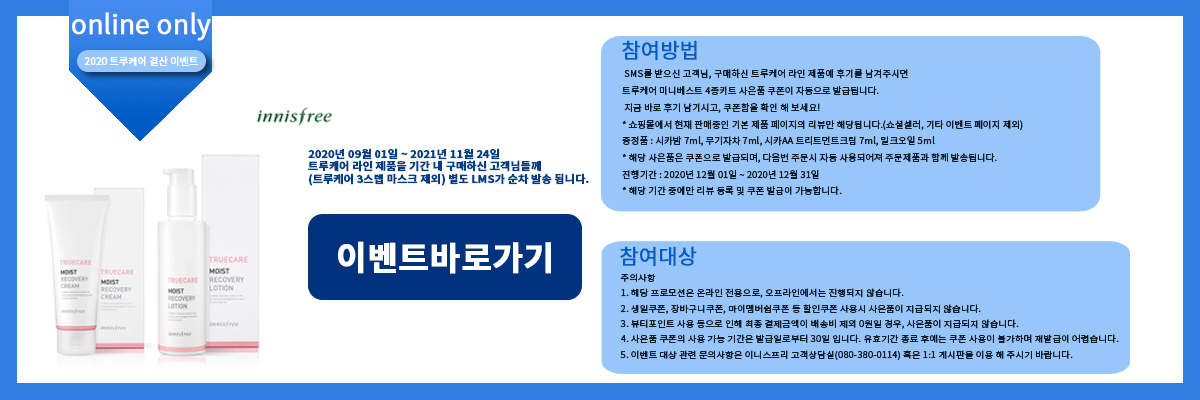 online only
2020 트루케어 결산 이벤트
innisfree
2020년 09월 01일 ~ 2021년 11월 24일
트루케어 라인 제품을 기간 내 구매하신 고객님들께
(트루케어 3스텝 마스크 제외) 별도 LMS가 순차 발송 됩니다.
이벤트바로가기
TRUECARE
MOIST
RECOVERY
CREAM
innisfree
TRUECARE
MOIST
RECOVERY
CREAM
innisfree
TRUECARE
MOIST
RECOVERY
LOTION
innisfree
TRUECARE
MOIST
RECOVERY
LOTION
innisfree
참여방법
SMS를 받으신 고객님, 구매하신 트루케어 라인 제품에 후기를 남겨주시면
트루케어 미니베스트 4종키트 사은품 쿠폰이 자동으로 발급됩니다.
지금 바로 후기 남기시고, 쿠폰함을 확인 해 보세요!
* 쇼핑몰에서 현재 판매중인 기본 제품 페이지의 리뷰만 해당됩니다.(쇼셜셀러, 기타 이벤트 페이지 제외)
증정품 : 시카밤 7ml, 무기자차 7ml, 시카AA 트리트먼트크림 7ml, 밀크오일 5ml
* 해당 사은품은 쿠폰으로 발급되며, 다음번 주문시 자동 사용되어져 주문제품과 함께 발송됩니다.
진행기간 : 2020년 12월 01일 ~ 2020년 12월 31일
* 해당 기간 중에만 리뷰 등록 및 쿠폰 발급이 가능합니다.
참여대상
주의사항
1. 해당 프로모션은 온라인 전용으로, 오프라인에서는 진행되지 않습니다.
2. 생일쿠폰, 장바구니쿠폰, 마이멤버쉽쿠폰 등 할인쿠폰 사용시 사은품이 지급되지 않습니다.
3. 뷰티포인트 사용 등으로 인해 최종 결제금액이 배송비 제외 0원일 경우, 사은품이 지급되지 않습니다.
4. 사은품 쿠폰의 사용 가능 기간은 발급일로부터 30일 입니다. 유효기간 종료 후에는 쿠폰 사용이 불가하며 재발급이 어렵습니다.
5. 이벤트 대상 관련 문의사항은 이니스프리 고객상담실(080-380-0114) 혹은 1:1 게시판을 이용 해 주시기 바랍니다.